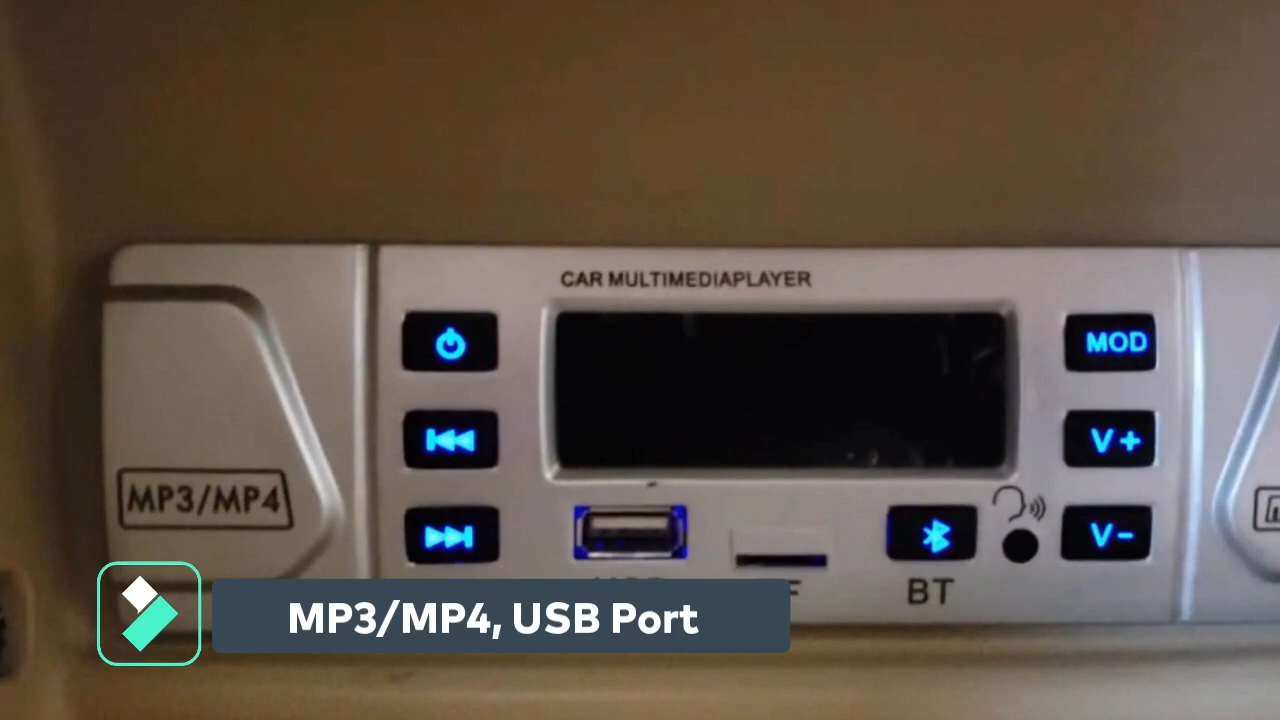 CAR MULTIMEDIAPLAYER
MOD
V+
MP3/MP4
V-
BT
MP3/MP4, USB Port